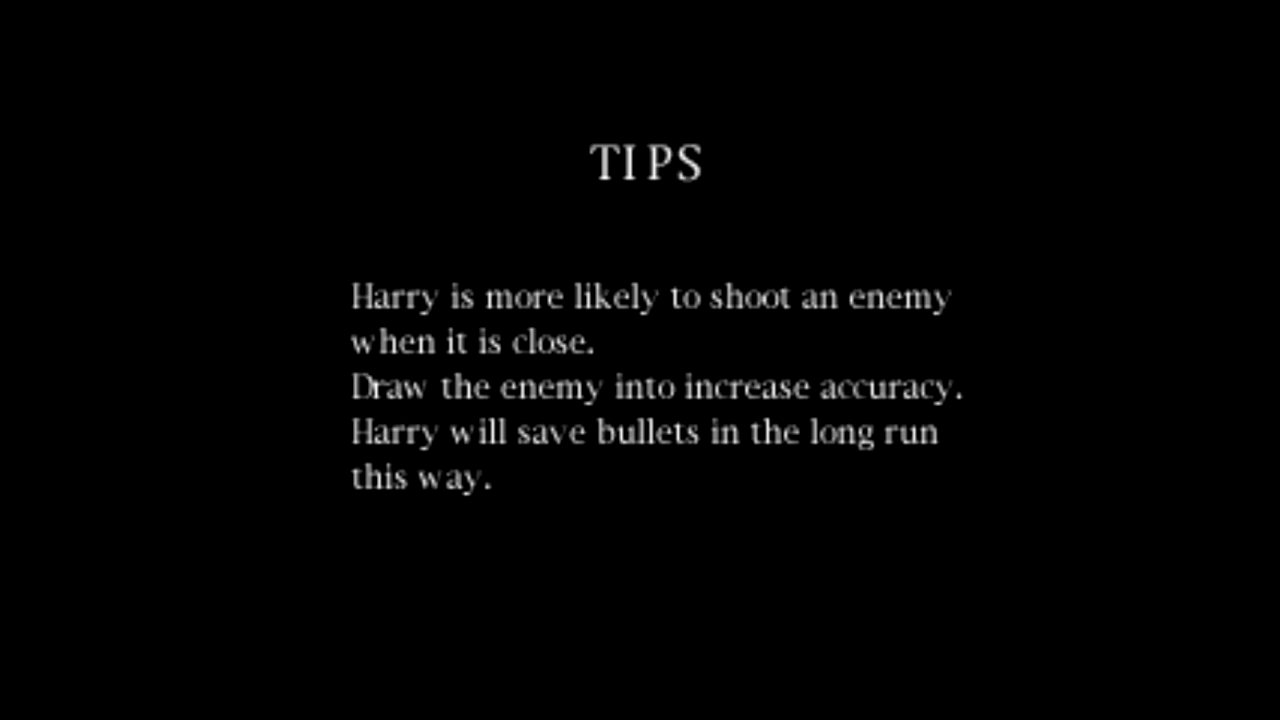 TIPS
Harry is more likely to shoot an enemy
when it is close.
Draw the enemy into increase accuracy.
Harry will save bullets in the long run
this way.